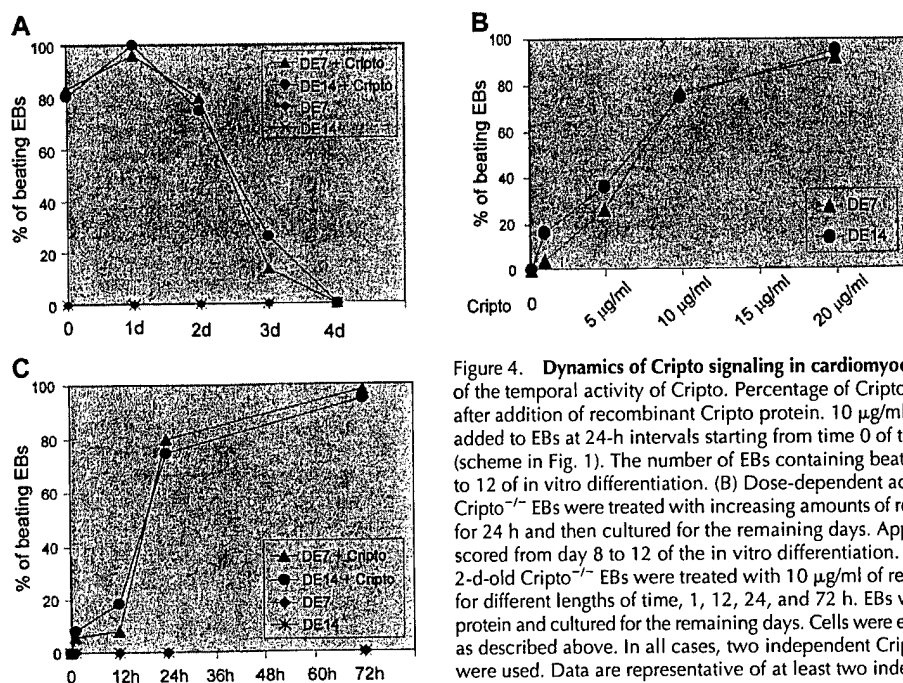 A
% of beating EBs
100
80
60
40
20
0
DE7 + Cripto
DE14 + Cripto
DE7
DE14
0 1d 2d 3d 4d
B
% of beating EBs
100
80
60
40
20
0
DE7
DE14
Cripto 0 5 µg/ml 10 µg/ml 15 µg/ml 20 µg/ml
C
% of beating EBs
100
80
60
40
20
0
DE7 + Cripto
DE14 + Cripto
DE7
DE14
0 12h 24h 36h 48h 60h 72h
Figure 4. Dynamics of Cripto signaling in cardiomyoc
of the temporal activity of Cripto. Percentage of Cripto
after addition of recombinant Cripto protein. 10 µg/ml
added to EBs at 24-h intervals starting from time 0 of t
(scheme in Fig. 1). The number of EBs containing beat
to 12 of in vitro differentiation. (B) Dose-dependent ac
Cripto−/− EBs were treated with increasing amounts of re
for 24 h and then cultured for the remaining days. App
scored from day 8 to 12 of the in vitro differentiation.
2-d-old Cripto−/− EBs were treated with 10 µg/ml of re
for different lengths of time, 1, 12, 24, and 72 h. EBs w
protein and cultured for the remaining days. Cells were e
as described above. In all cases, two independent Crip
were used. Data are representative of at least two inde